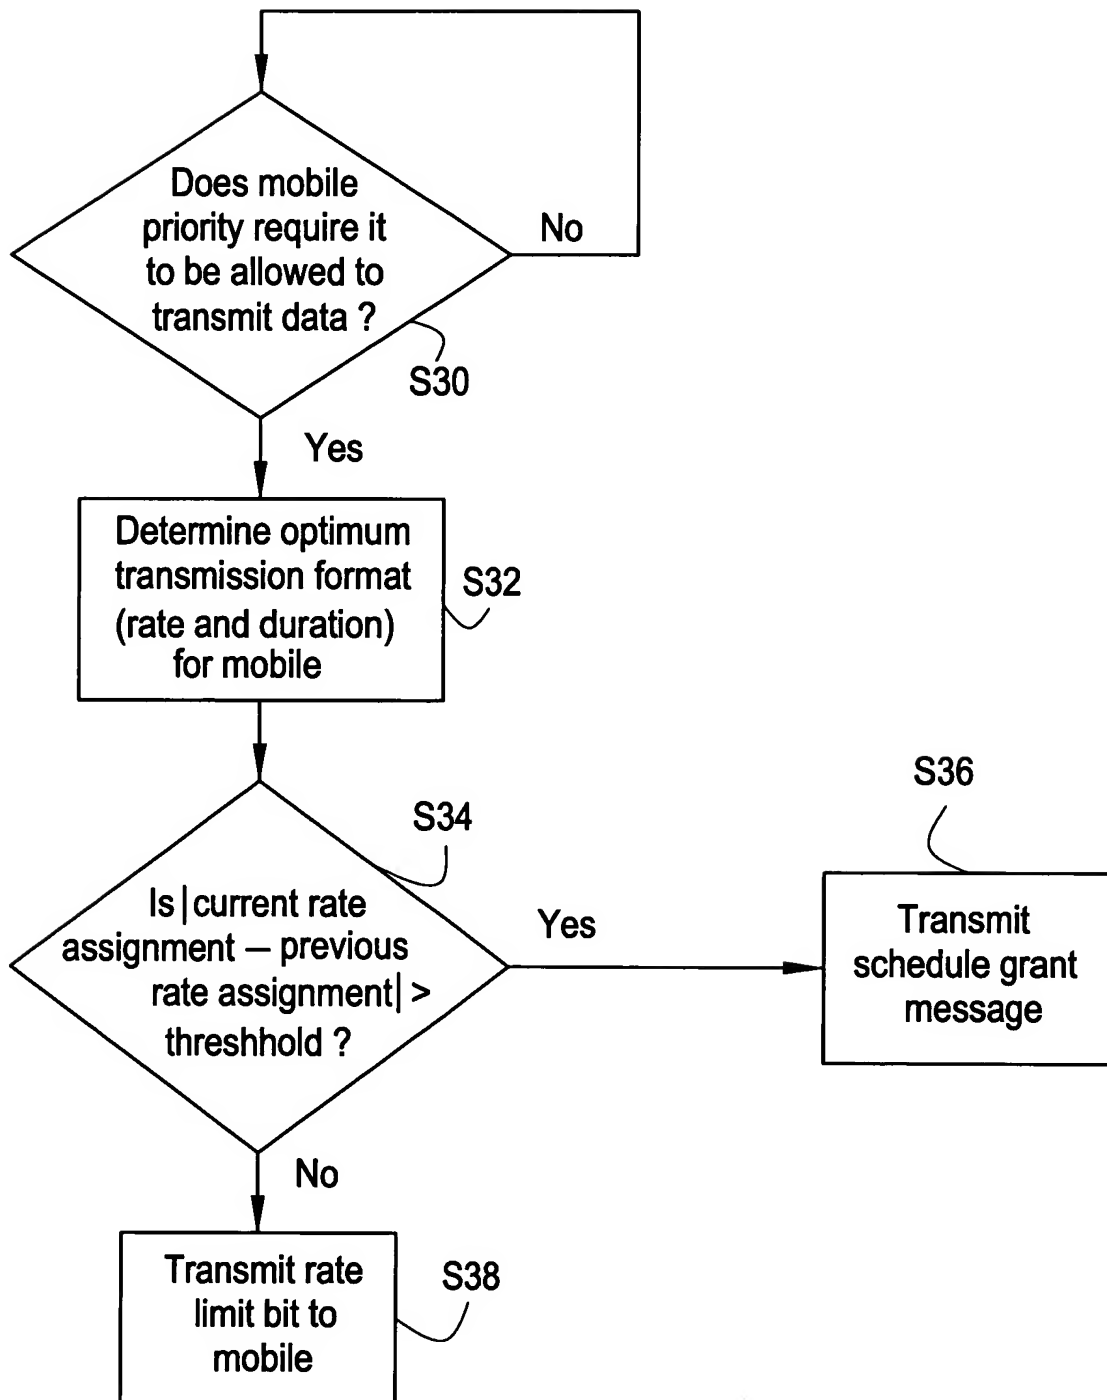 Does mobile
priority require it
to be allowed to
transmit data ?
No
S30
Yes
Determine optimum
transmission format
(rate and duration)
for mobile
S32
S34
Is |current rate
assignment — previous
rate assignment| >
threshhold ?
Yes
S36
Transmit
schedule grant
message
No
Transmit rate
limit bit to
mobile
S38